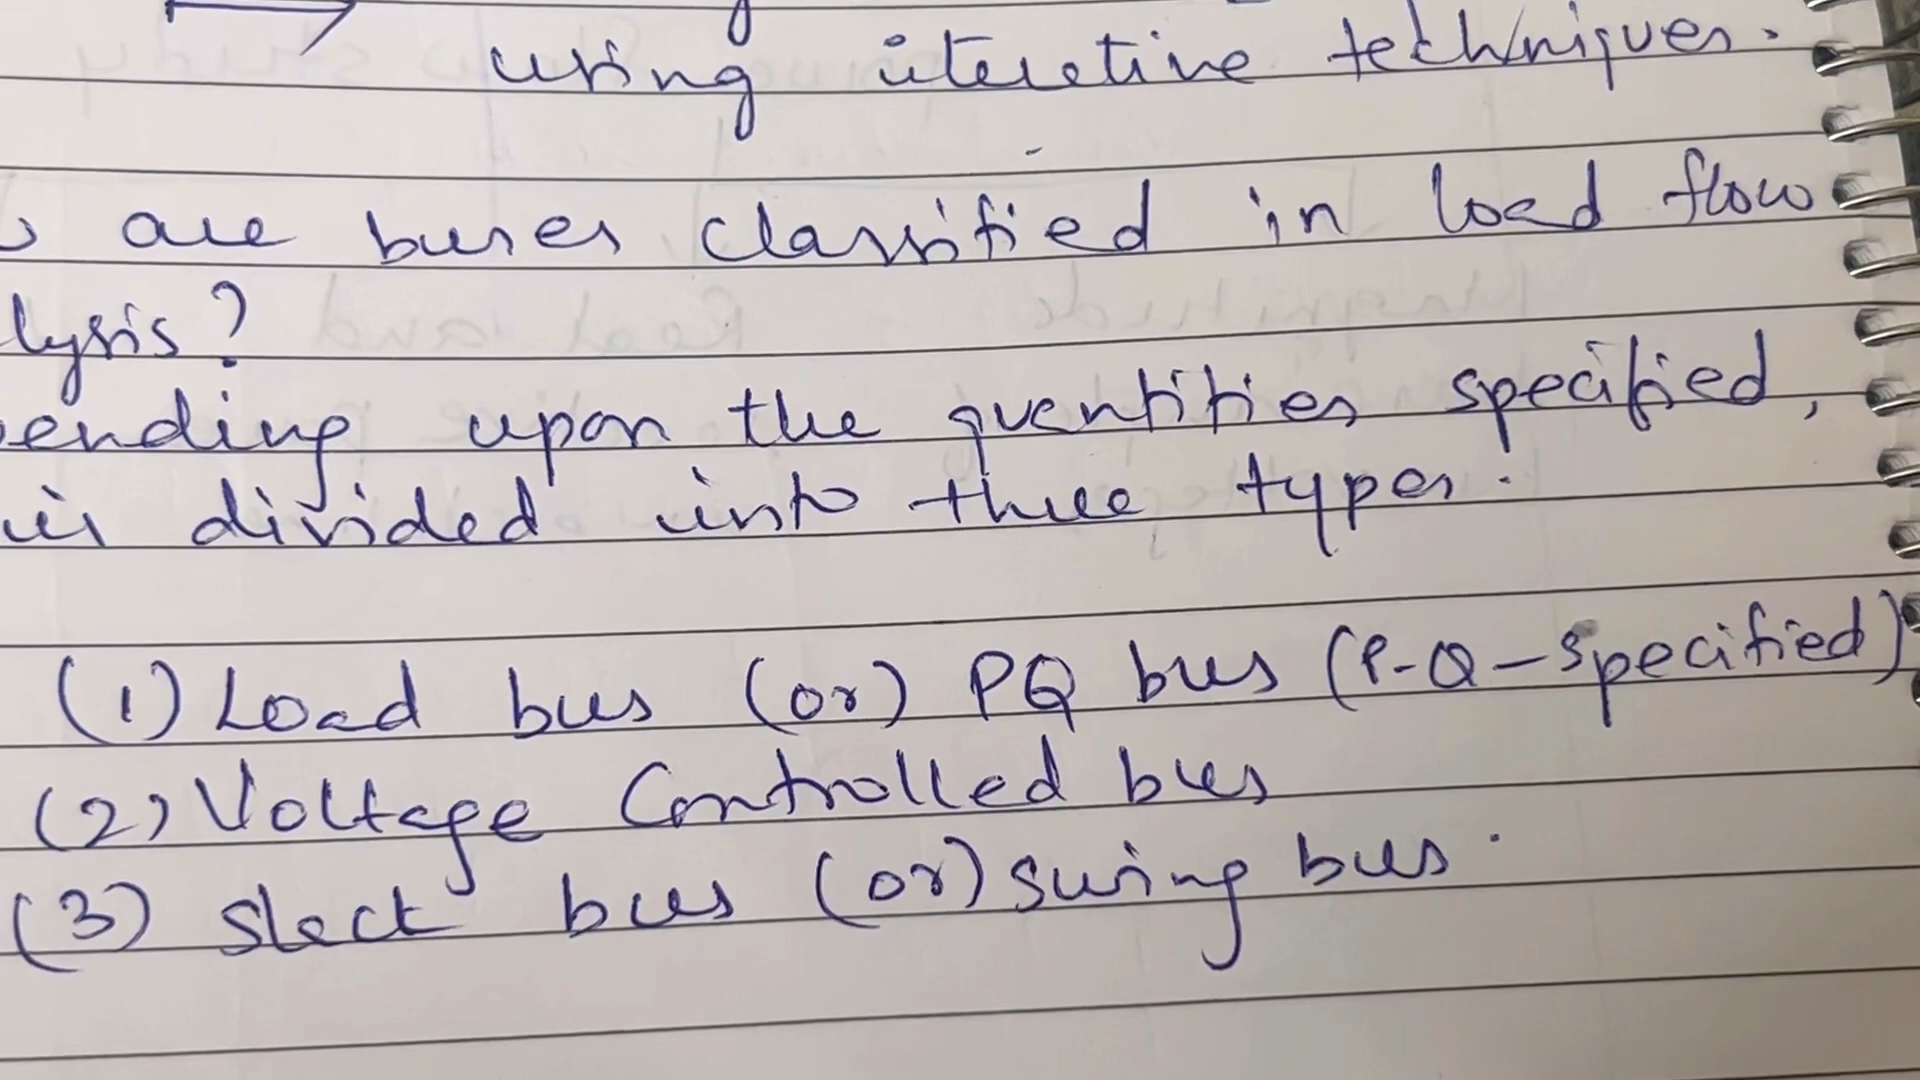 using iterative techniques.
are buses classified in load flow
lysis?
ending upon the quantities specified,
is divided into three types.
(1) Load bus (or) PQ bus (P-Q-Specified)
(2) Voltage Controlled bus
(3) slack bus (or) swing bus.